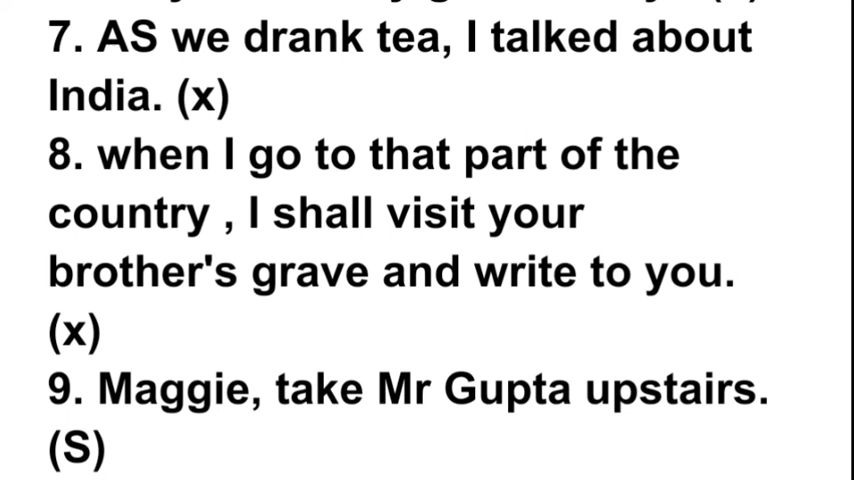 7. AS we drank tea, I talked about
India. (x)
8. when I go to that part of the
country , I shall visit your
brother's grave and write to you.
(x)
9. Maggie, take Mr Gupta upstairs.
(S)